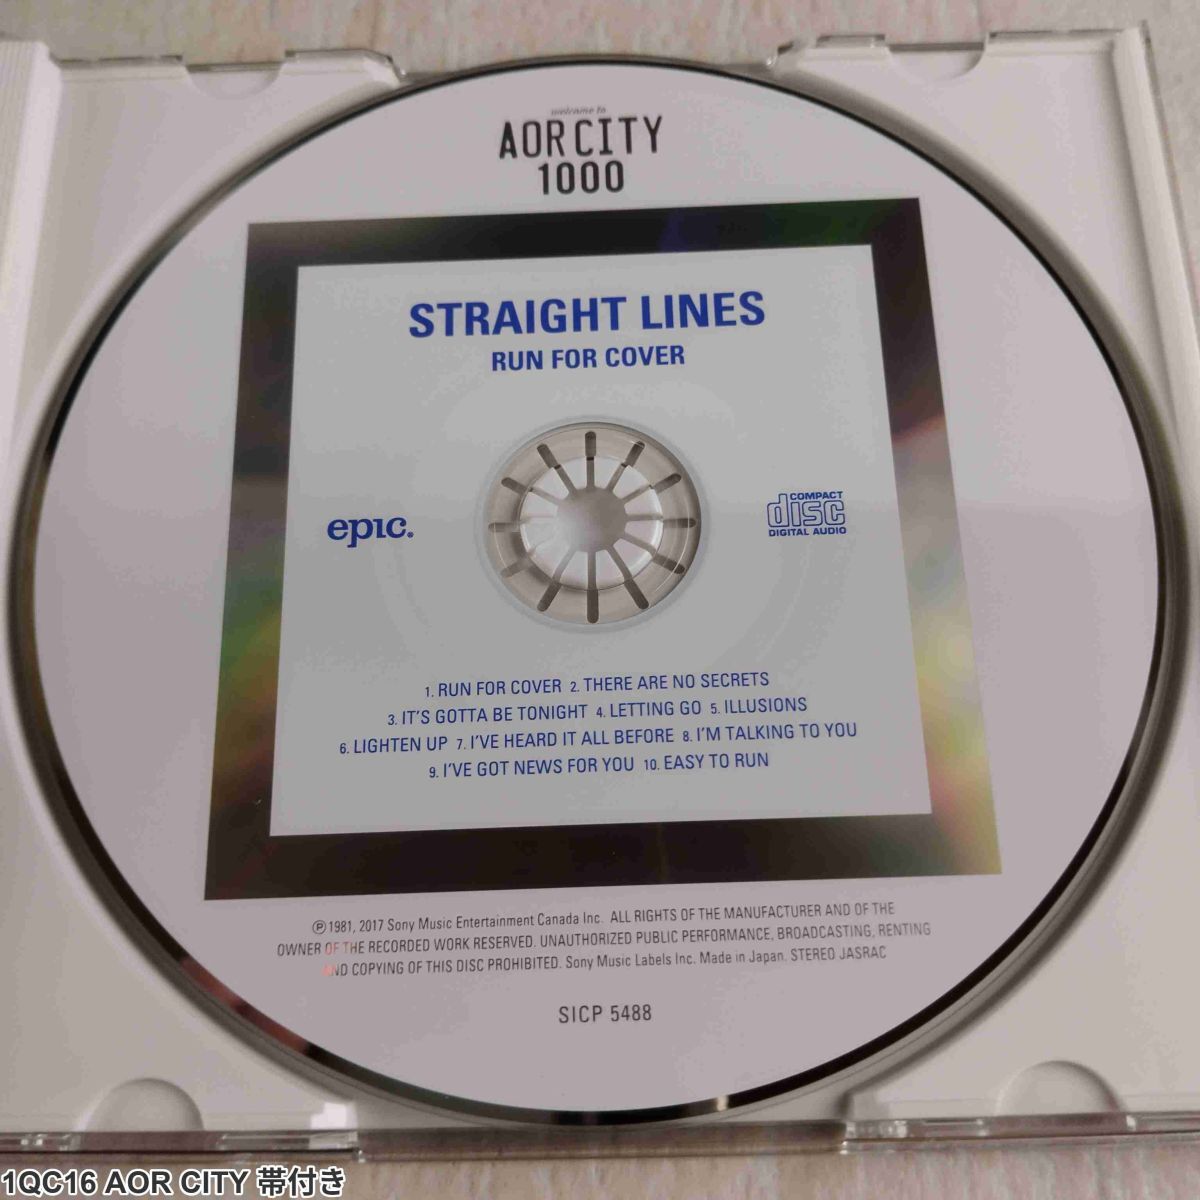 welcome to
AOR CITY
1000
STRAIGHT LINES
RUN FOR COVER
epic.
COMPACT
disc
DIGITAL AUDIO
1. RUN FOR COVER 2. THERE ARE NO SECRETS
3. IT'S GOTTA BE TONIGHT 4. LETTING GO 5. ILLUSIONS
6. LIGHTEN UP 7. I'VE HEARD IT ALL BEFORE 8. I'M TALKING TO YOU
9. I'VE GOT NEWS FOR YOU 10. EASY TO RUN
℗1981, 2017 Sony Music Entertainment Canada Inc. ALL RIGHTS OF THE MANUFACTURER AND OF THE
OWNER OF THE RECORDED WORK RESERVED. UNAUTHORIZED PUBLIC PERFORMANCE, BROADCASTING, RENTING
AND COPYING OF THIS DISC PROHIBITED. Sony Music Labels Inc. Made in Japan. STEREO JASRAC
SICP 5488
1QC16 AOR CITY 帯付き